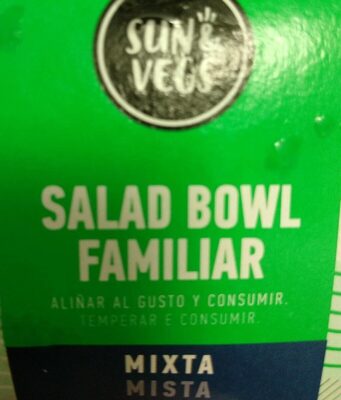 SUN&
VEGS
SALAD BOWL
FAMILIAR
ALIÑAR AL GUSTO Y CONSUMIR.
TEMPERAR E CONSUMIR.
MIXTA
MISTA